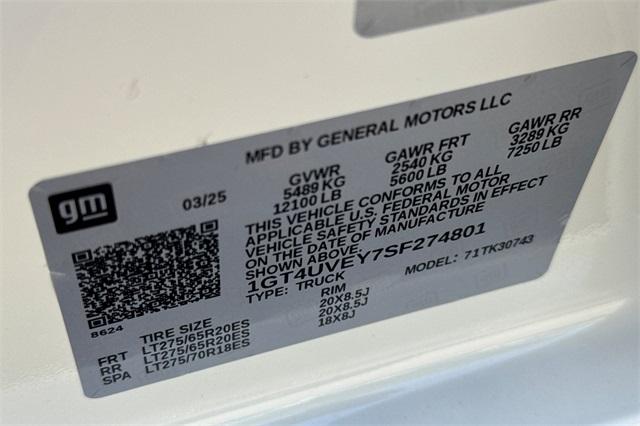 MFD BY GENERAL MOTORS LLC
gm
03/25
GVWR GAWR FRT GAWR RR
5489 KG 2540 KG 3289 KG
12100 LB 5600 LB 7250 LB
THIS VEHICLE CONFORMS TO ALL
APPLICABLE U.S. FEDERAL MOTOR
VEHICLE SAFETY STANDARDS IN EFFECT
ON THE DATE OF MANUFACTURE
SHOWN ABOVE.
1GT4UVEY7SF274801
TYPE: TRUCK MODEL: 71TK30743
8624
TIRE SIZE RIM
FRT LT275/65R20ES 20X8.5J
RR LT275/65R20ES 20X8.5J
SPA LT275/70R18ES 18X8J